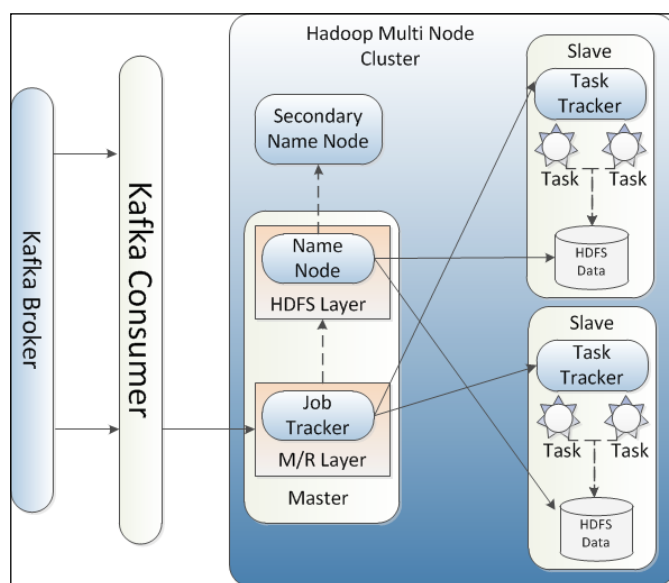 Kafka Broker
Kafka Consumer
Hadoop Multi Node
Cluster
Secondary
Name Node
Name
Node
HDFS Layer
Job
Tracker
M/R Layer
Master
Slave
Task
Tracker
Task
Task
HDFS
Data
Slave
Task
Tracker
Task
Task
HDFS
Data